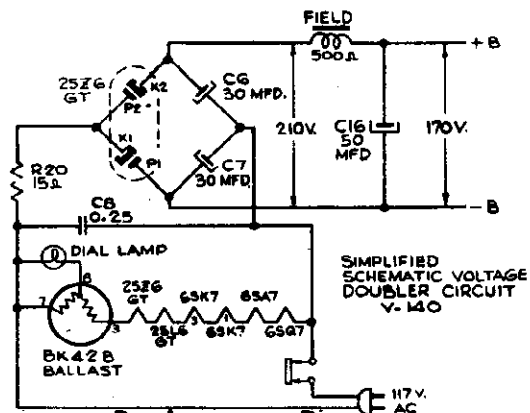 FIELD
500Ω
+B
25Z6
GT
K2
P2
K1
P1
C6
30 MFD.
C7
30 MFD
210V.
C16
50
MFD
170V.
-B
R20
15Ω
C8
0.25
DIAL LAMP
8
7
3
BK42B
BALLAST
25Z6
GT
25L6
GT
6SK7
6SK7
6SA7
6SQ7
SIMPLIFIED
SCHEMATIC VOLTAGE
DOUBLER CIRCUIT
V-140
117 V.
AC